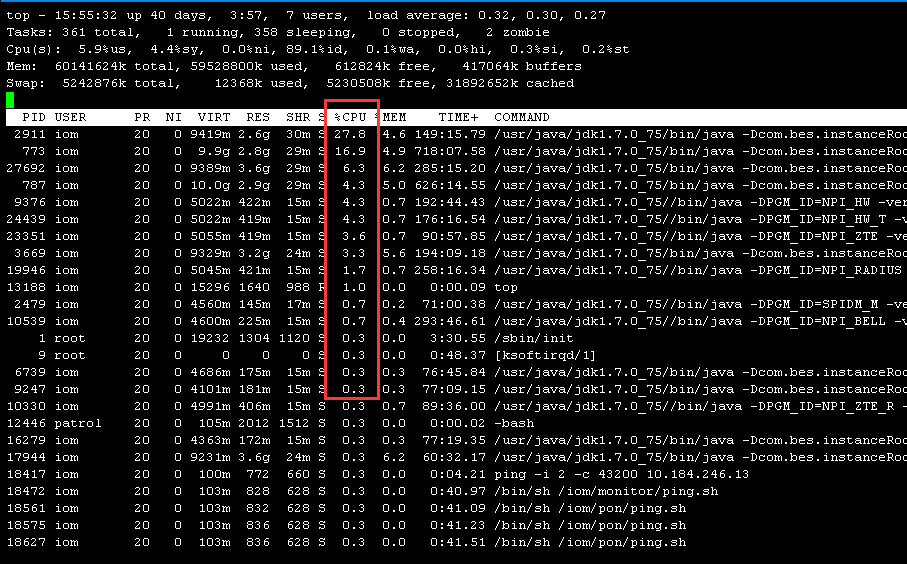 top - 15:55:32 up 40 days,  3:57,  7 users,  load average: 0.32, 0.30, 0.27
Tasks: 361 total,   1 running, 358 sleeping,   0 stopped,   2 zombie
Cpu(s):  5.9%us,  4.4%sy,  0.0%ni, 89.1%id,  0.1%wa,  0.0%hi,  0.3%si,  0.2%st
Mem:  60141624k total, 59528800k used,   612824k free,   417064k buffers
Swap:  5242876k total,    12368k used,  5230508k free, 31892652k cached
PID USER PR NI VIRT RES SHR S %CPU %MEM TIME+ COMMAND
2911 iom 20 0 9419m 2.6g 30m S 27.8 4.6 149:15.79 /usr/java/jdk1.7.0_75/bin/java -Dcom.bes.instanceRoo
773 iom 20 0 9.9g 2.8g 29m S 16.9 4.9 718:07.58 /usr/java/jdk1.7.0_75/bin/java -Dcom.bes.instanceRoo
27692 iom 20 0 9389m 3.6g 29m S 6.3 6.2 285:15.20 /usr/java/jdk1.7.0_75/bin/java -Dcom.bes.instanceRoo
787 iom 20 0 10.0g 2.9g 29m S 4.3 5.0 626:14.55 /usr/java/jdk1.7.0_75/bin/java -Dcom.bes.instanceRoo
9376 iom 20 0 5022m 422m 15m S 4.3 0.7 192:44.43 /usr/java/jdk1.7.0_75//bin/java -DPGM_ID=NPI_HW -ver
24439 iom 20 0 5022m 419m 15m S 4.3 0.7 176:16.54 /usr/java/jdk1.7.0_75//bin/java -DPGM_ID=NPI_HW_T -v
23351 iom 20 0 5055m 419m 15m S 3.6 0.7 90:57.85 /usr/java/jdk1.7.0_75//bin/java -DPGM_ID=NPI_ZTE -ve
3669 iom 20 0 9329m 3.2g 24m S 3.3 5.6 194:09.18 /usr/java/jdk1.7.0_75/bin/java -Dcom.bes.instanceRoo
19946 iom 20 0 5045m 421m 15m S 1.7 0.7 258:16.34 /usr/java/jdk1.7.0_75//bin/java -DPGM_ID=NPI_RADIUS
13188 iom 20 0 15296 1640 988 R 1.0 0.0 0:00.09 top
2479 iom 20 0 4560m 145m 17m S 0.7 0.2 71:00.38 /usr/java/jdk1.7.0_75//bin/java -DPGM_ID=SPIDM_M -ve
10539 iom 20 0 4600m 225m 15m S 0.7 0.4 293:46.61 /usr/java/jdk1.7.0_75//bin/java -DPGM_ID=NPI_BELL -v
1 root 20 0 19232 1304 1120 S 0.3 0.0 3:30.55 /sbin/init
9 root 20 0 0 0 0 S 0.3 0.0 0:48.37 [ksoftirqd/1]
6739 iom 20 0 4686m 175m 15m S 0.3 0.3 76:45.84 /usr/java/jdk1.7.0_75/bin/java -Dcom.bes.instanceRoo
9247 iom 20 0 4101m 181m 15m S 0.3 0.3 77:09.15 /usr/java/jdk1.7.0_75/bin/java -Dcom.bes.instanceRoo
10330 iom 20 0 4991m 406m 15m S 0.3 0.7 89:36.00 /usr/java/jdk1.7.0_75//bin/java -DPGM_ID=NPI_ZTE_R -
12446 patrol 20 0 105m 2012 1512 S 0.3 0.0 0:00.02 -bash
16279 iom 20 0 4363m 172m 15m S 0.3 0.3 77:19.35 /usr/java/jdk1.7.0_75/bin/java -Dcom.bes.instanceRoo
17944 iom 20 0 9231m 3.6g 24m S 0.3 6.2 60:32.17 /usr/java/jdk1.7.0_75/bin/java -Dcom.bes.instanceRoo
18417 iom 20 0 100m 772 660 S 0.3 0.0 0:04.21 ping -i 2 -c 43200 10.184.246.13
18472 iom 20 0 103m 828 628 S 0.3 0.0 0:40.97 /bin/sh /iom/monitor/ping.sh
18561 iom 20 0 103m 832 628 S 0.3 0.0 0:41.09 /bin/sh /iom/pon/ping.sh
18575 iom 20 0 103m 836 628 S 0.3 0.0 0:41.23 /bin/sh /iom/pon/ping.sh
18627 iom 20 0 103m 836 628 S 0.3 0.0 0:41.51 /bin/sh /iom/pon/ping.sh